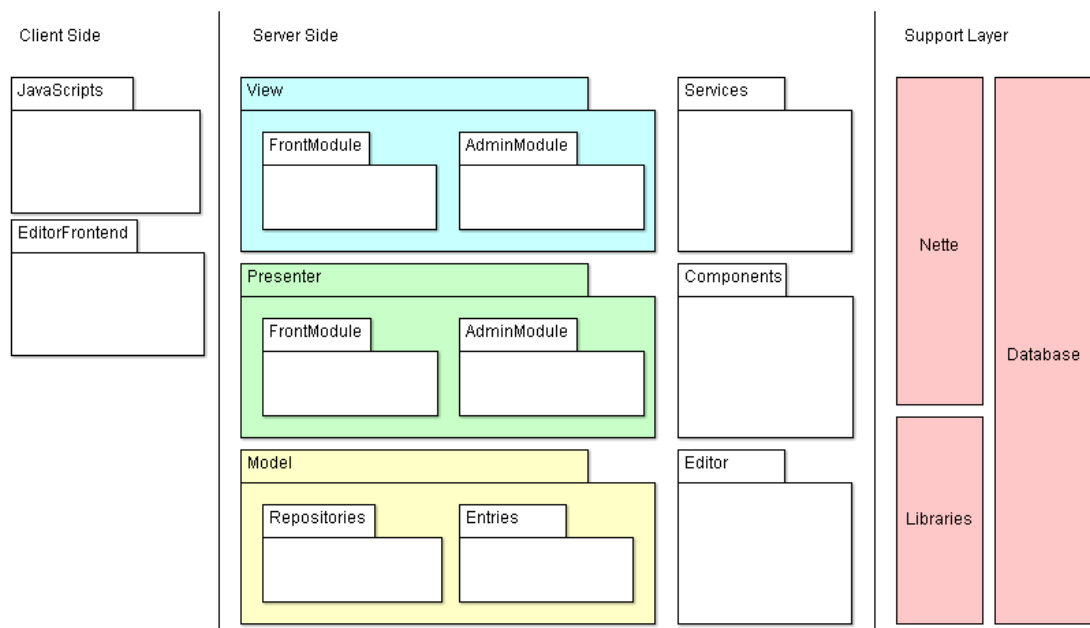 Client Side
Server Side
Support Layer
JavaScripts
EditorFrontend
View
FrontModule
AdminModule
Presenter
FrontModule
AdminModule
Model
Repositories
Entries
Services
Components
Editor
Nette
Libraries
Database